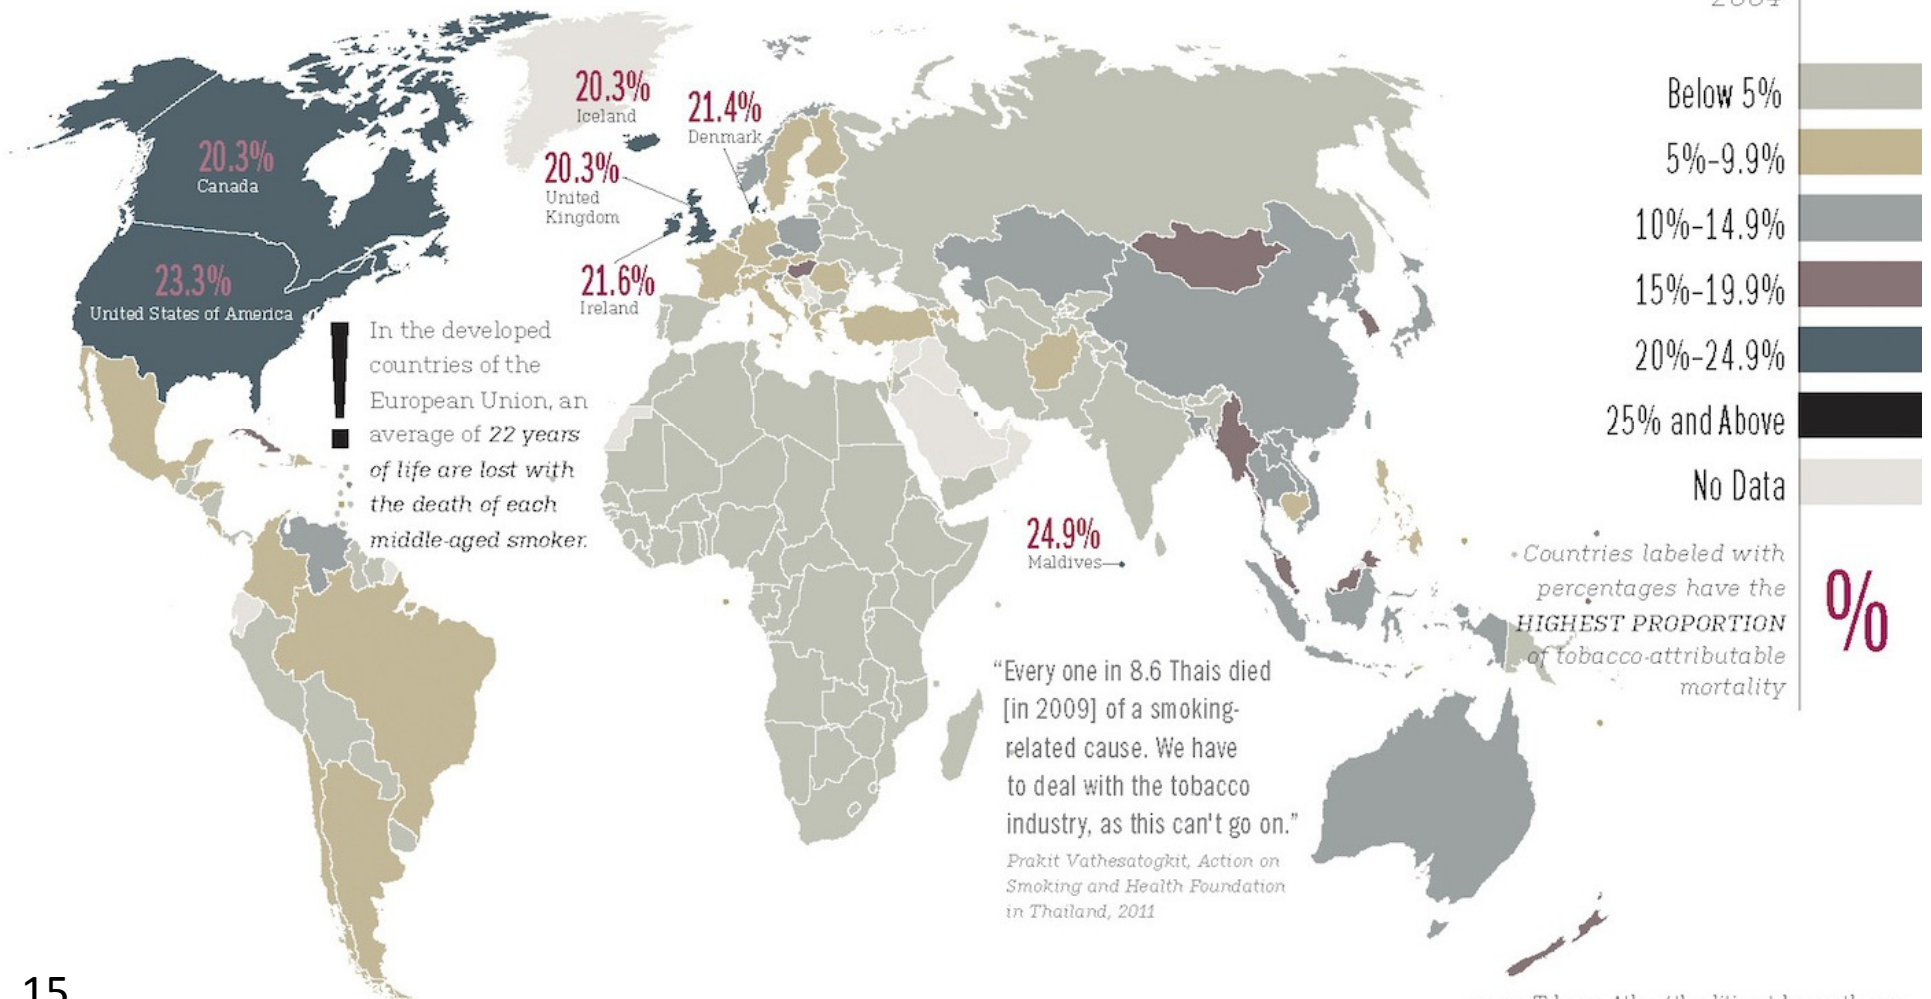 2004
20.3%
Iceland
21.4%
Denmark
20.3%
Canada
20.3%
United
Kingdom
23.3%
United States of America
21.6%
Ireland
In the developed
countries of the
European Union, an
average of 22 years
of life are lost with
the death of each
middle-aged smoker.
24.9%
Maldives
“Every one in 8.6 Thais died
[in 2009] of a smoking-
related cause. We have
to deal with the tobacco
industry, as this can't go on.”
Prakit Vathesatogkit, Action on
Smoking and Health Foundation
in Thailand, 2011
Below 5%
5%–9.9%
10%–14.9%
15%–19.9%
20%–24.9%
25% and Above
No Data
Countries labeled with
percentages have the
HIGHEST PROPORTION
of tobacco-attributable
mortality
%
15